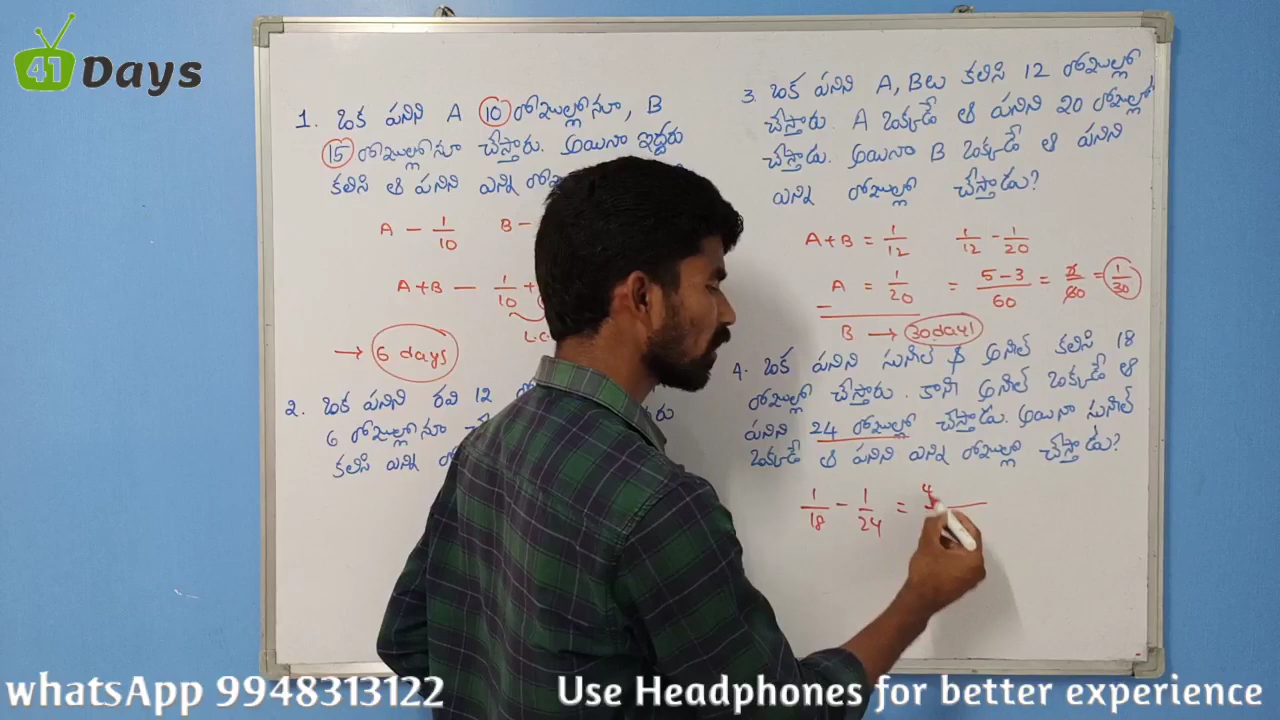 41 Days
1. ఒక పనిని A 10 రోజుల్లోనూ, B
15 రోజుల్లోనూ చేస్తారు. అయినా ఇద్దరు
కలిసి ఆ పనిని ఎన్ని
A - 1/10 B -
A+B - 1/10 +
L.C
→ 6 days
2. ఒక పనిని రవి 12
6 రోజుల్లోనూ
కలిసి ఎన్ని
3. ఒక పనిని A, Bలు కలిసి 12 రోజుల్లో
చేస్తారు. A ఒక్కడే ఆ పనిని 20 రోజుల్లో
చేస్తాడు. అయినా B ఒక్కడే ఆ పనిని
ఎన్ని రోజుల్లో చేస్తాడు?
A+B = 1/12 1/12 - 1/20
A = 1/20 = 5-3/60 = 2/60 = 1/30
B → 30 days
4. ఒక పనిని సునీల్ & అనిల్ కలిసి 18
రోజుల్లో చేస్తారు. కానీ అనిల్ ఒక్కడే ఆ
పనిని 24 రోజుల్లో చేస్తాడు. అయినా సునీల్
ఒక్కడే ఆ పనిని ఎన్ని రోజుల్లో చేస్తాడు?
1/18 - 1/24 = 4
whatsApp 9948313122 Use Headphones for better experience